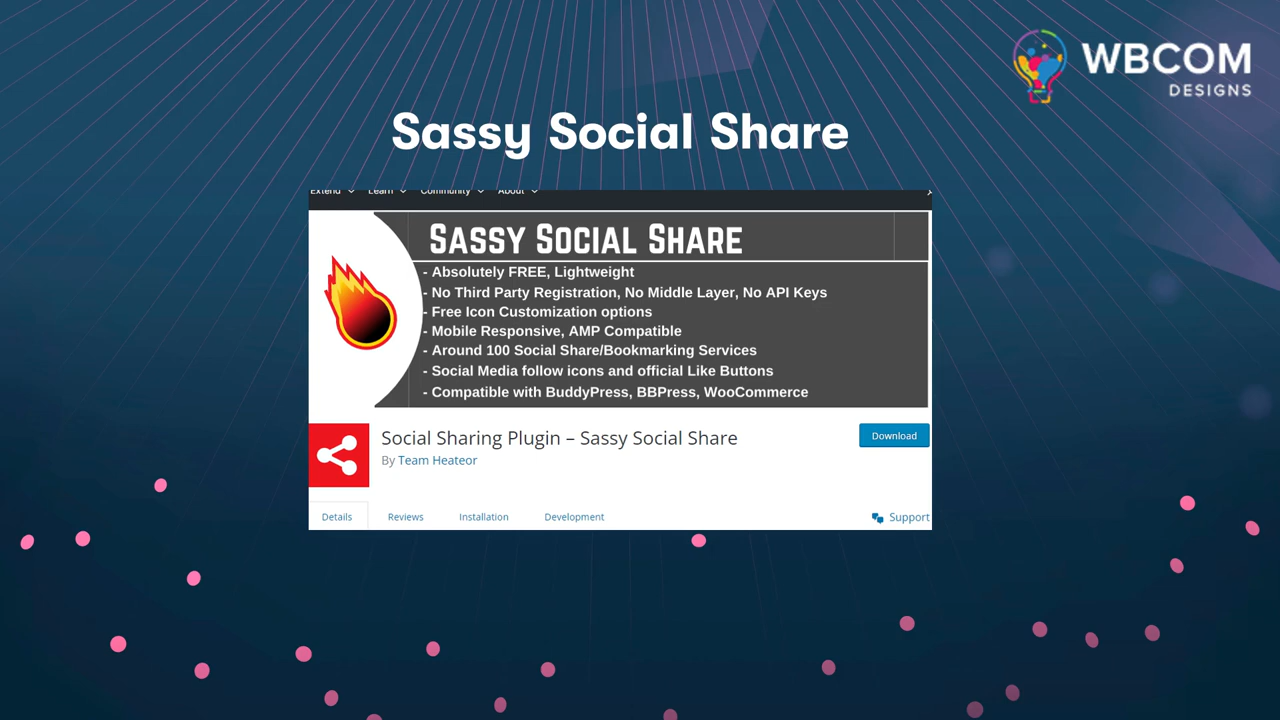 WBCOM
DESIGNS
Sassy Social Share
Extend Learn Community About
SASSY SOCIAL SHARE
- Absolutely FREE, Lightweight
- No Third Party Registration, No Middle Layer, No API Keys
- Free Icon Customization options
- Mobile Responsive, AMP Compatible
- Around 100 Social Share/Bookmarking Services
- Social Media follow icons and official Like Buttons
- Compatible with BuddyPress, BBPress, WooCommerce
Social Sharing Plugin – Sassy Social Share
Download
By Team Heateor
Details Reviews Installation Development Support